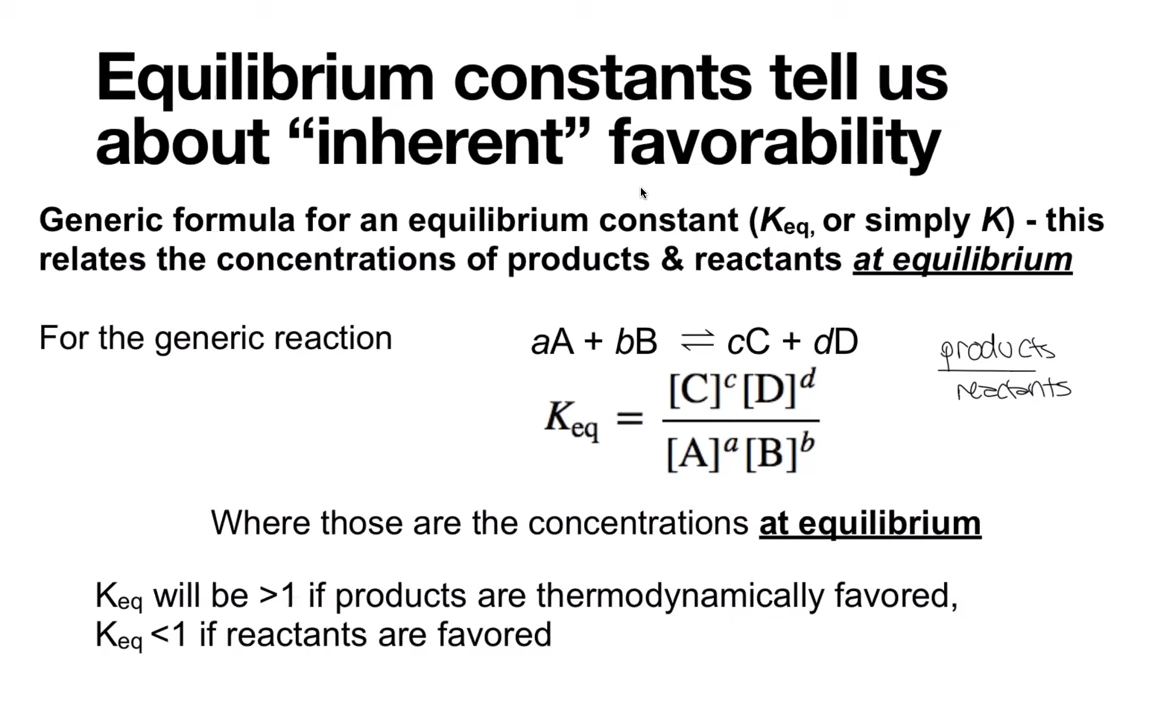 Equilibrium constants tell us
about “inherent” favorability
Generic formula for an equilibrium constant (Keq, or simply K) - this
relates the concentrations of products & reactants at equilibrium
For the generic reaction aA + bB ⇌ cC + dD
products
reactants
Keq = [C]^c [D]^d / [A]^a [B]^b
Where those are the concentrations at equilibrium
Keq will be >1 if products are thermodynamically favored,
Keq <1 if reactants are favored